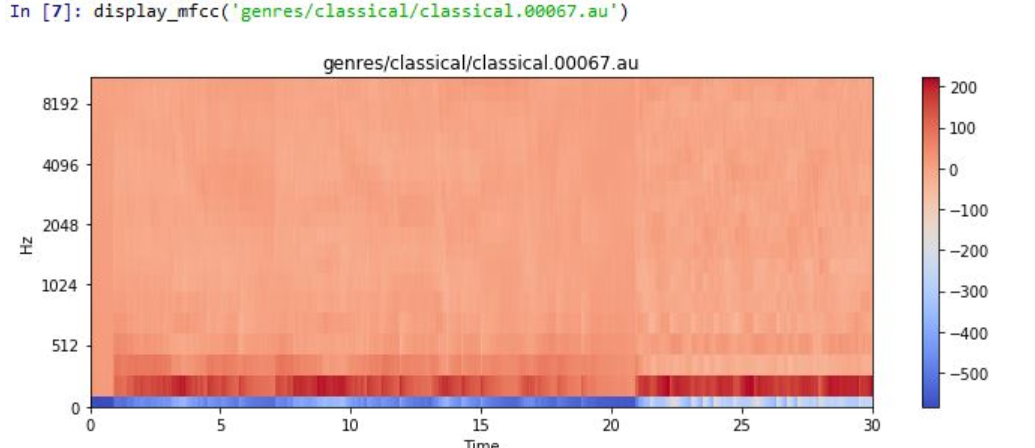 In [7]: display_mfcc('genres/classical/classical.00067.au')
genres/classical/classical.00067.au
8192
4096
2048
1024
512
0
Hz
0 5 10 15 20 25 30
Time
200
100
0
−100
−200
−300
−400
−500